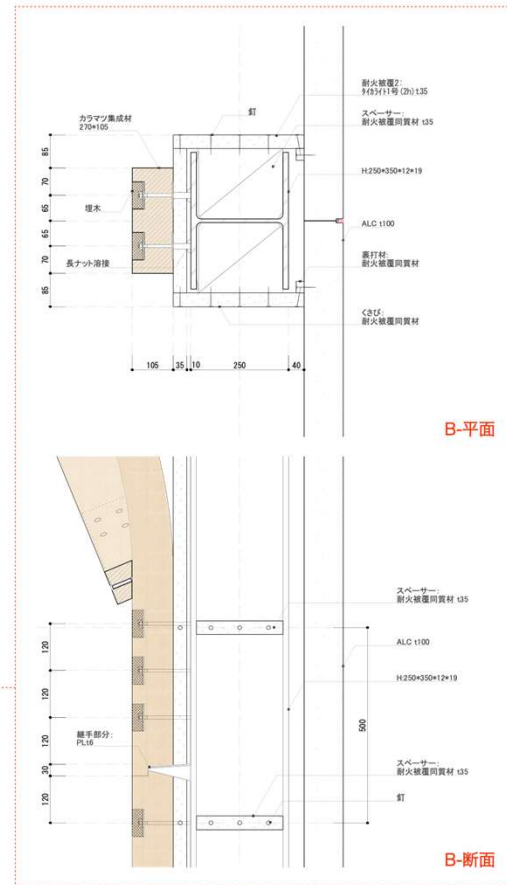 耐火被覆2:
タイカライト1号(2h) t35
釘
スペーサー:
耐火被覆同質材 t35
カラマツ集成材
270*105
H:250*350*12*19
埋木
ALC t100
長ナット溶接
裏打材:
耐火被覆同質材
くさび:
耐火被覆同質材
85
70
65
65
70
85
105
35
10
250
40
B-平面
スペーサー:
耐火被覆同質材 t35
ALC t100
H:250*350*12*19
継手部分:
PLt6
スペーサー:
耐火被覆同質材 t35
釘
120
120
120
30
120
500
B-断面